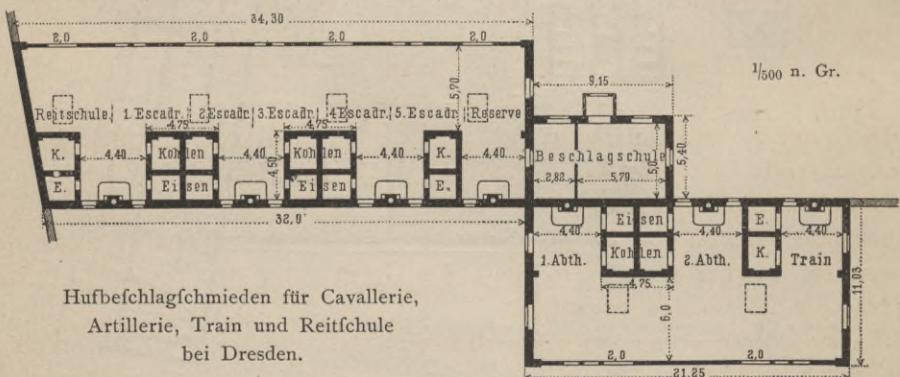 34,30
2,0 2,0 2,0 2,0
1/500 n. Gr.
9,15
5,70
Reitschule. 1. Escadr. 2. Escadr. 3. Escadr. 4. Escadr. 5. Escadr. Reserve
4,75 4,75
K. 4,40 Kohlen 4,40 Kohlen 4,40 K. 4,40
4,50
Beschlagschule
5,0 5,40
2,82 5,79
E. Eisen Eisen E.
32,0
4,40 Eisen 4,40 E. 4,40
1. Abth. Kohlen 2. Abth. K. Train
4,75
11,03
6,0
Hufbeſchlagſchmieden für Cavallerie,
Artillerie, Train und Reitſchule
bei Dresden.
2,0 2,0
21,25